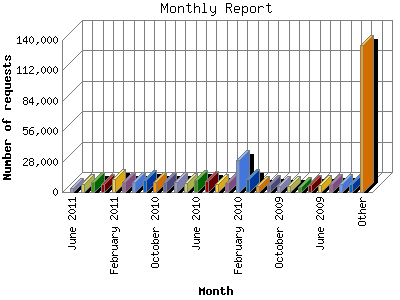 Monthly Report
140,000
112,000
84,000
56,000
28,000
0
Number of requests
June 2011
February 2011
October 2010
June 2010
February 2010
October 2009
June 2009
Other
Month